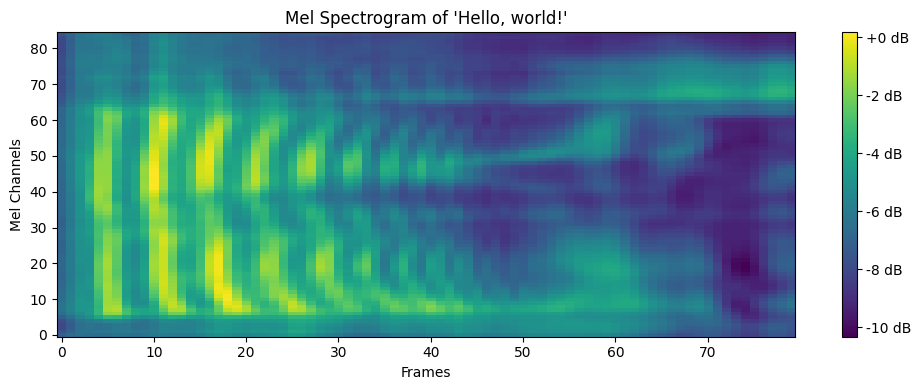 Mel Spectrogram of 'Hello, world!'
Mel Channels
80
70
60
50
40
30
20
10
0
0 10 20 30 40 50 60 70
Frames
+0 dB
-2 dB
-4 dB
-6 dB
-8 dB
-10 dB